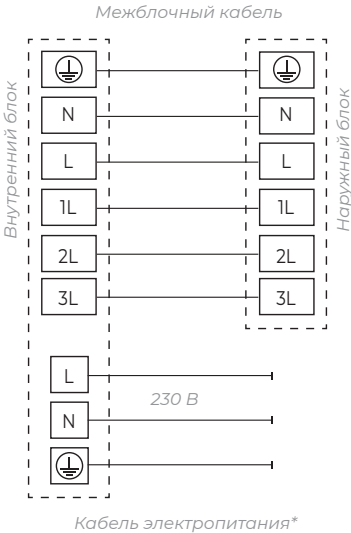 Межблочный кабель
Внутренний блок
Наружный блок
N N
L L
1L 1L
2L 2L
3L 3L
L
230 В
N
Кабель электропитания*